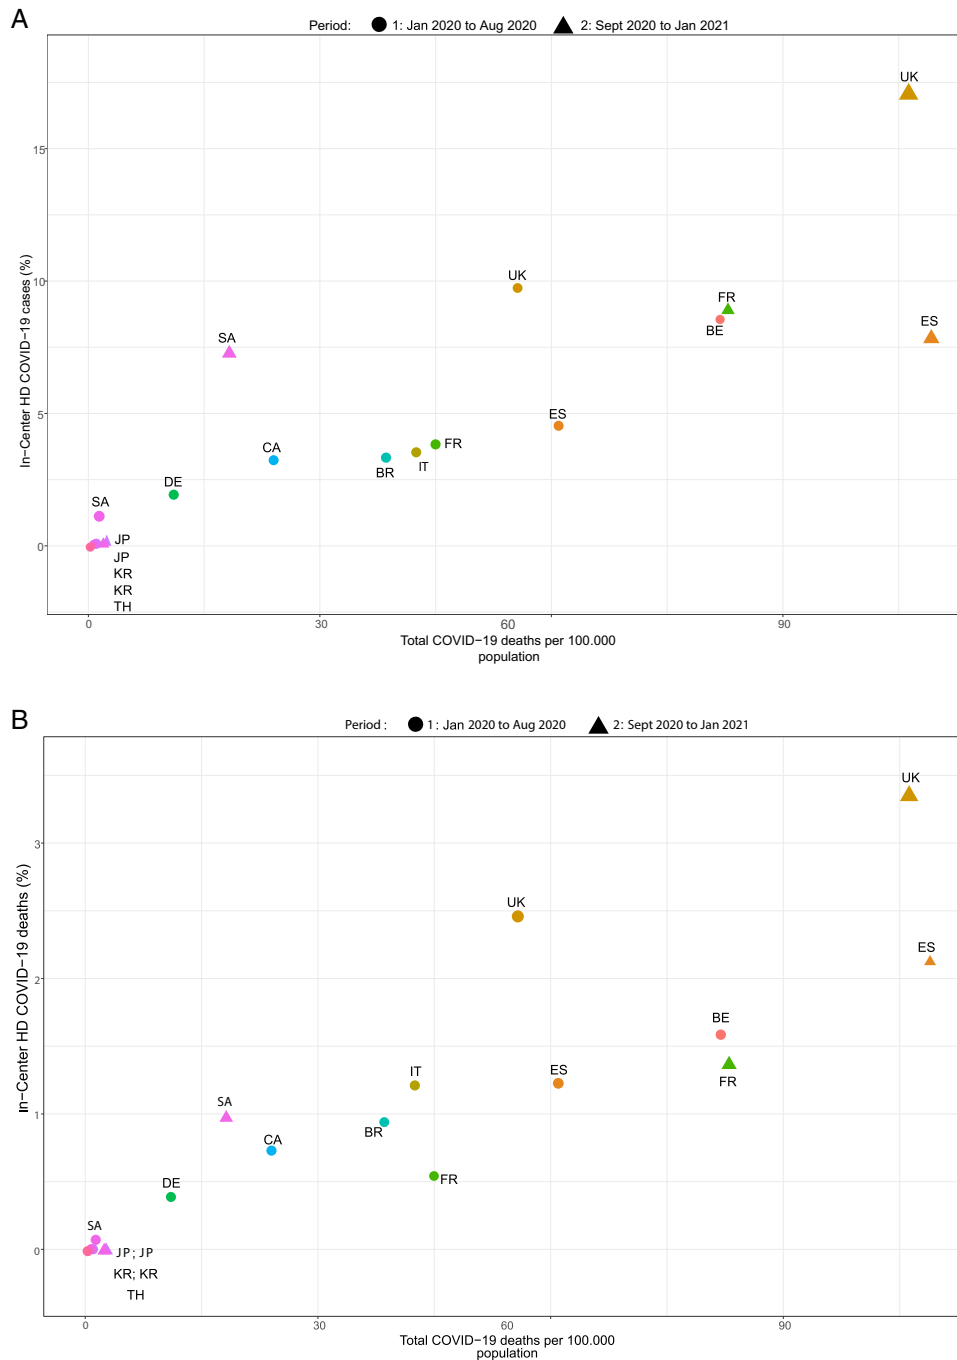 A
Period: 1: Jan 2020 to Aug 2020 2: Sept 2020 to Jan 2021
UK
15
In−Center HD COVID−19 cases (%)
10
UK
FR
BE
ES
SA
5
ES
FR
CA
BR
IT
DE
SA
0
JP
JP
KR
KR
TH
0 30 60 90
Total COVID−19 deaths per 100.000
population
B
Period : 1: Jan 2020 to Aug 2020 2: Sept 2020 to Jan 2021
UK
3
In−Center HD COVID−19 deaths (%)
UK
ES
2
BE
IT
ES
FR
SA
1
BR
CA
FR
DE
SA
0
JP; JP
KR; KR
TH
0 30 60 90
Total COVID−19 deaths per 100.000
population